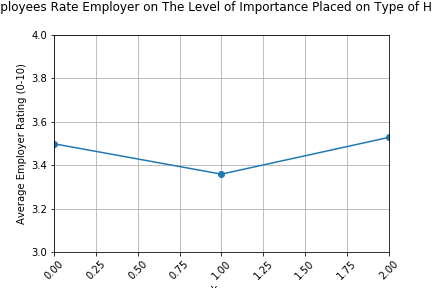 ployees Rate Employer on The Level of Importance Placed on Type of H
Average Employer Rating (0-10)
4.0
3.8
3.6
3.4
3.2
3.0
0.00 0.25 0.50 0.75 1.00 1.25 1.50 1.75 2.00